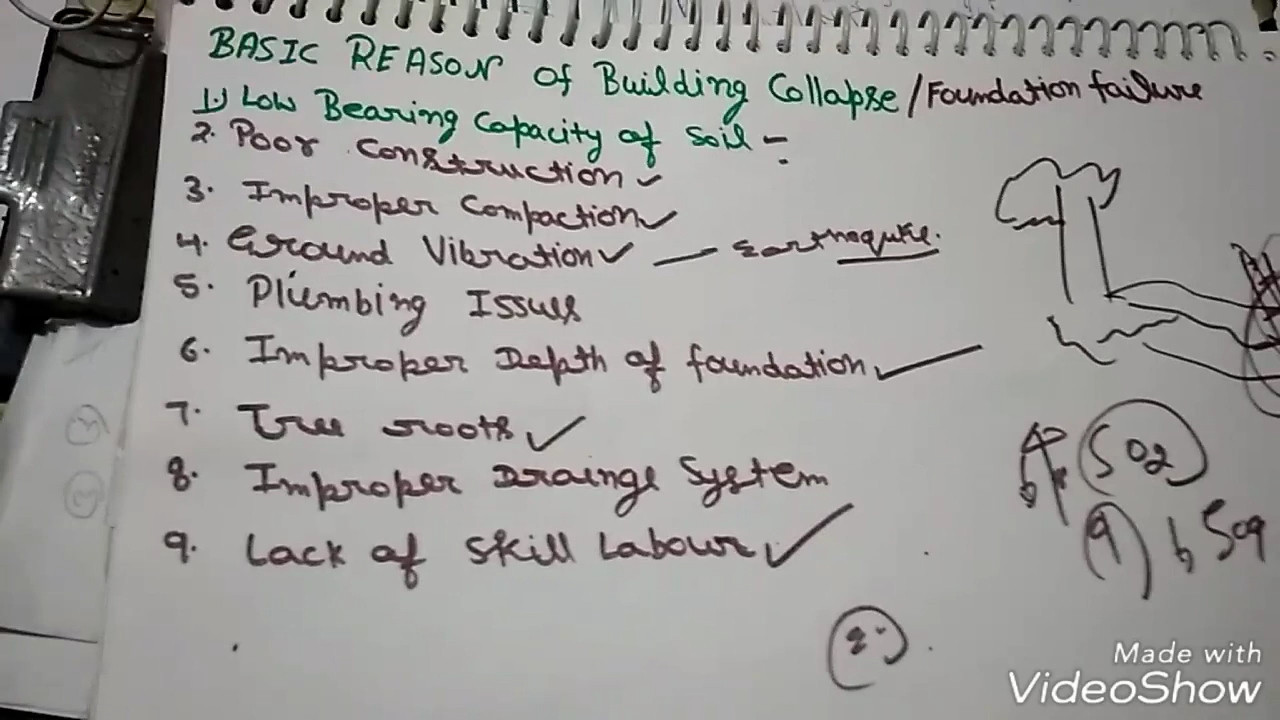 BASIC REASON of Building Collapse/Foundation failure
1.) Low Bearing Capacity of Soil -
2. Poor Construction ✓
3. Improper Compaction ✓
4. Ground Vibration ✓ — Earthnquke.
5. Plumbing Issues
6. Improper Depth of foundation ✓
7. Tree roots ✓
8. Improper Drainge System
9. Lack of skill Labour ✓
Made with
VideoShow